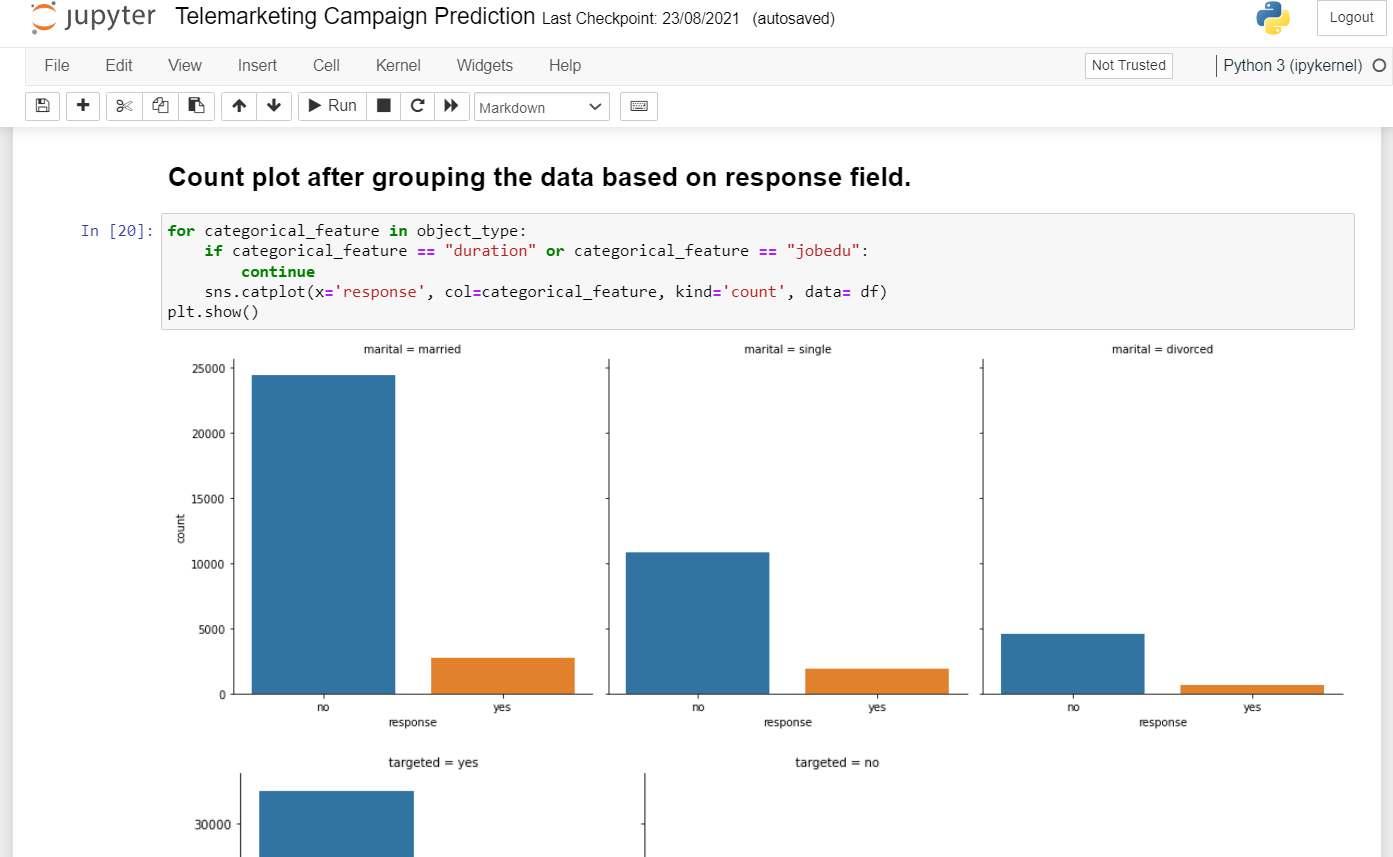 jupyter Telemarketing Campaign Prediction Last Checkpoint: 23/08/2021 (autosaved) Logout
File Edit View Insert Cell Kernel Widgets Help Not Trusted Python 3 (ipykernel)
Run Markdown
Count plot after grouping the data based on response field.
In [20]: for categorical_feature in object_type:
if categorical_feature == "duration" or categorical_feature == "jobedu":
continue
sns.catplot(x='response', col=categorical_feature, kind='count', data= df)
plt.show()
marital = married marital = single marital = divorced
25000
20000
15000
count
10000
5000
0
no yes no yes no yes
response response response
targeted = yes targeted = no
30000